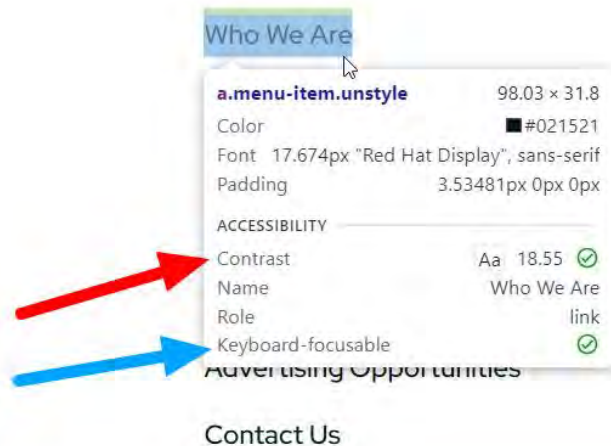 Who We Are
a.menu-item.unstyle 98.03 × 31.8
Color #021521
Font 17.674px "Red Hat Display", sans-serif
Padding 3.53481px 0px 0px
ACCESSIBILITY
Contrast Aa 18.55
Name Who We Are
Role link
Keyboard-focusable
Advertising Opportunities
Contact Us